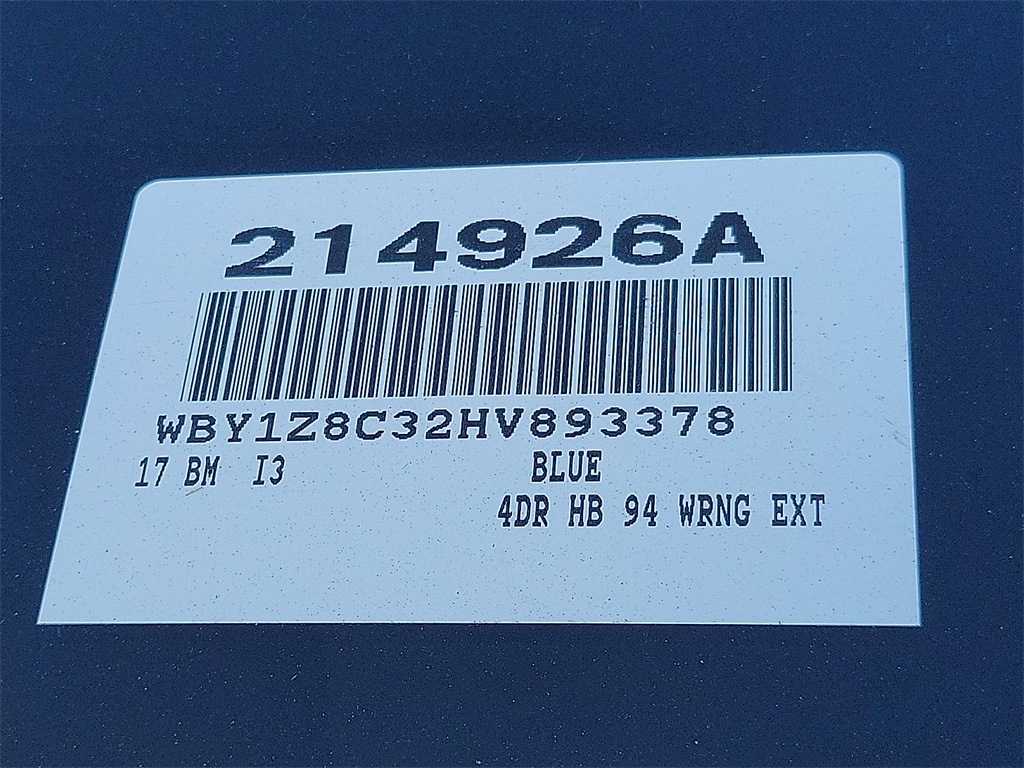 214926A
WBY1Z8C32HV893378
17 BM I3 BLUE
4DR HB 94 WRNG EXT